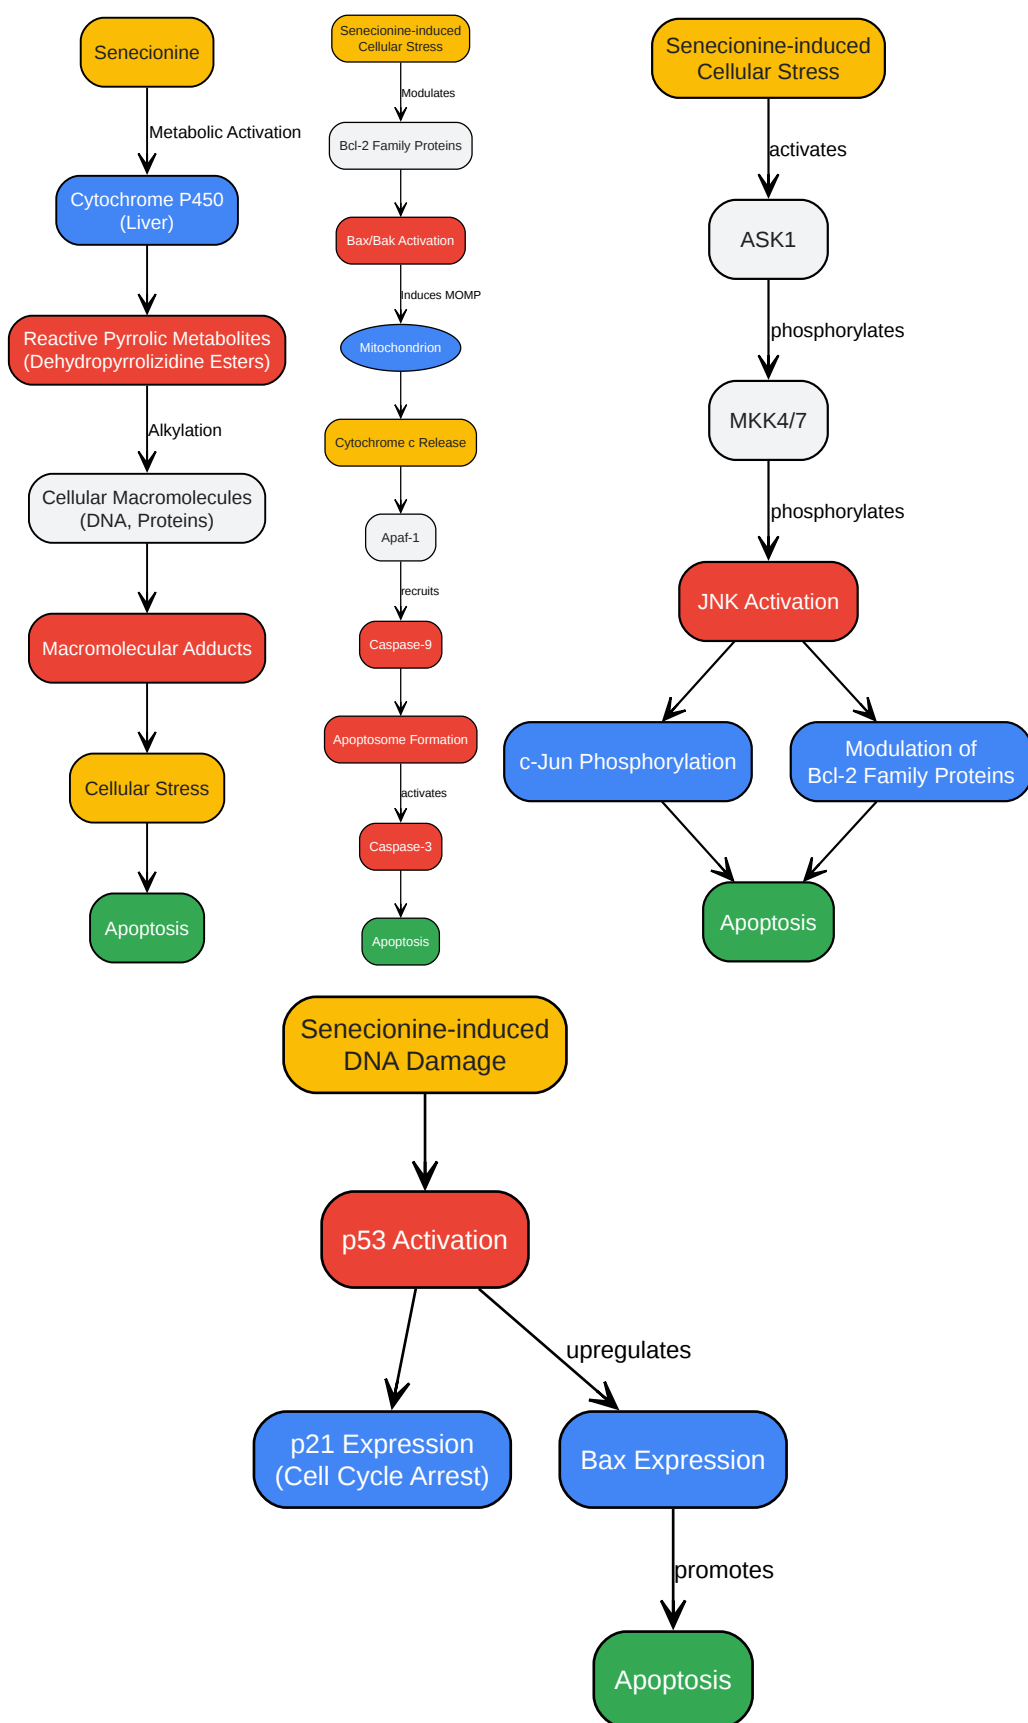 Senecionine
Metabolic Activation
Cytochrome P450
(Liver)
Reactive Pyrrolic Metabolites
(Dehydropyrrolizidine Esters)
Alkylation
Cellular Macromolecules
(DNA, Proteins)
Macromolecular Adducts
Cellular Stress
Apoptosis
Senecionine-induced
Cellular Stress
Modulates
Bcl-2 Family Proteins
Bax/Bak Activation
Induces MOMP
Mitochondrion
Cytochrome c Release
Apaf-1
recruits
Caspase-9
Apoptosome Formation
activates
Caspase-3
Apoptosis
Senecionine-induced
Cellular Stress
activates
ASK1
phosphorylates
MKK4/7
phosphorylates
JNK Activation
c-Jun Phosphorylation
Modulation of
Bcl-2 Family Proteins
Apoptosis
Senecionine-induced
DNA Damage
p53 Activation
upregulates
p21 Expression
(Cell Cycle Arrest)
Bax Expression
promotes
Apoptosis